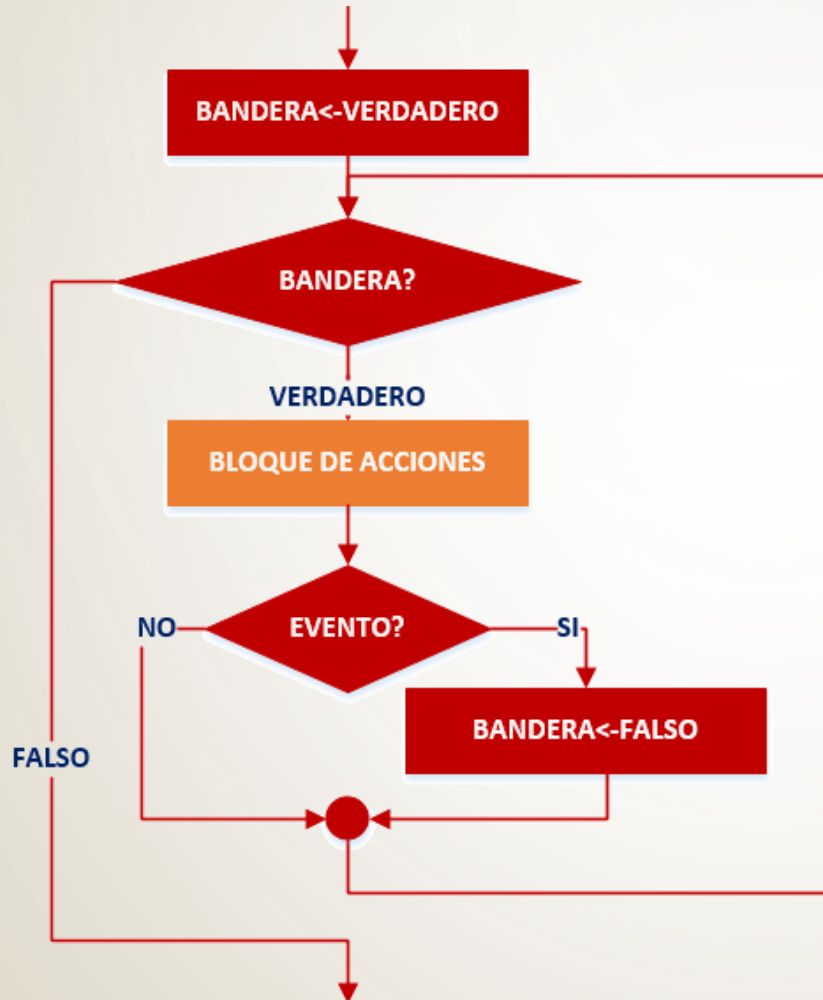 BANDERA<-VERDADERO
BANDERA?
VERDADERO
BLOQUE DE ACCIONES
NO
EVENTO?
SI
BANDERA<-FALSO
FALSO